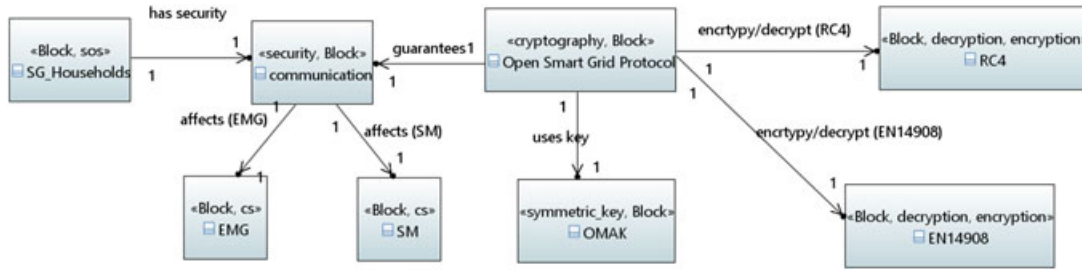 has security
«Block, sos»
SG_Households
1
1
«security, Block»
communication
guarantees1
1
«cryptography, Block»
Open Smart Grid Protocol
encrtypy/decrypt (RC4)
1
1
«Block, decryption, encryption»
RC4
1
affects (EMG)
1
affects (SM)
1
1
«Block, cs»
EMG
1
«Block, cs»
SM
1
uses key
1
«symmetric_key, Block»
OMAK
1
encrtypy/decrypt (EN14908)
1
«Block, decryption, encryption»
EN14908